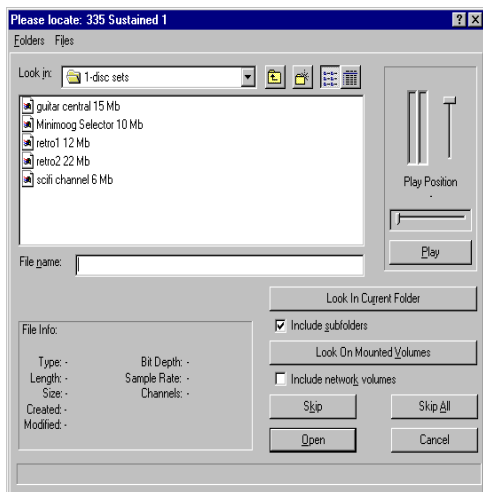 Please locate: 335 Sustained 1
Folders Files
Look in: 1-disc sets
guitar central 15 Mb
Minimoog Selector 10 Mb
retro1 12 Mb
retro2 22 Mb
scifi channel 6 Mb
Play Position
-
Play
File name:
Look In Current Folder
Include subfolders
Look On Mounted Volumes
Include network volumes
File Info:
Type: - Bit Depth: -
Length: - Sample Rate: -
Size: - Channels: -
Created: -
Modified: -
Skip Skip All
Open Cancel